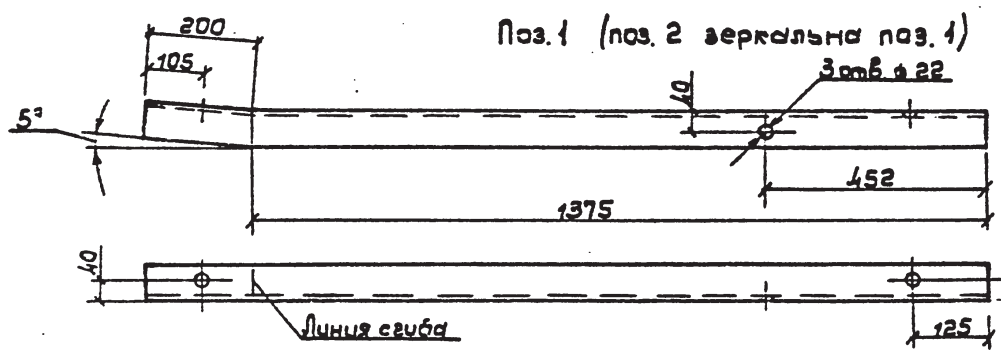 200
Поз. 1 (поз. 2 зеркальна поз. 1)
105
3 отв. ф 22
40
5°
452
1375
40
Линия сгиба
125